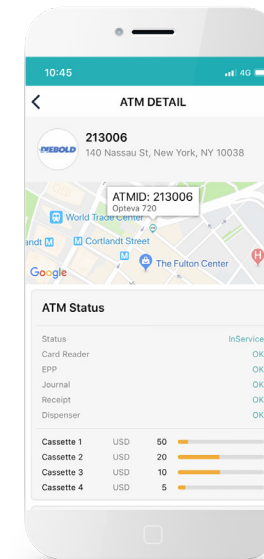 10:45
4G
ATM DETAIL
DIEBOLD
213006
140 Nassau St, New York, NY 10038
ATMID: 213006
Opteva 720
World Trade Center
andt
Cortlandt Street
The Fulton Center
Google
ATM Status
Status InService
Card Reader OK
EPP OK
Journal OK
Receipt OK
Dispenser OK
Cassette 1 USD 50
Cassette 2 USD 20
Cassette 3 USD 10
Cassette 4 USD 5